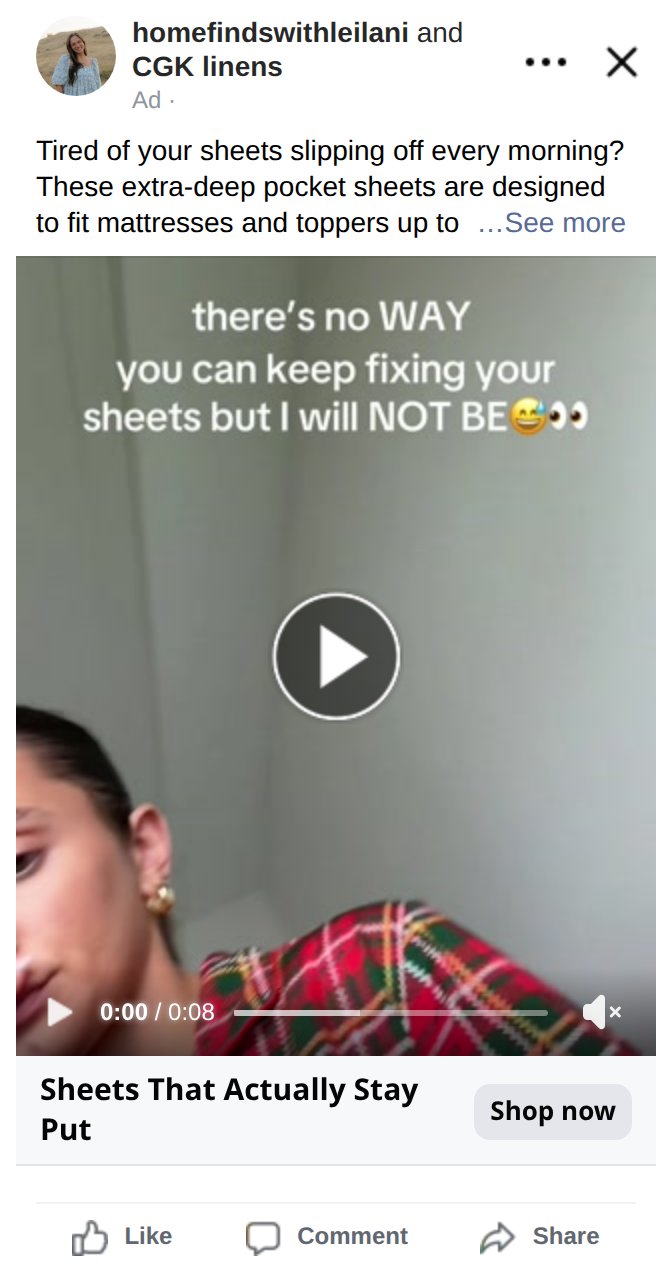 homefindswithleilani and
CGK linens
Ad ·
Tired of your sheets slipping off every morning?
These extra-deep pocket sheets are designed
to fit mattresses and toppers up to ...See more
there's no WAY
you can keep fixing your
sheets but I will NOT BE😅👀
0:00 / 0:08
Sheets That Actually Stay
Put
Shop now
Like Comment Share